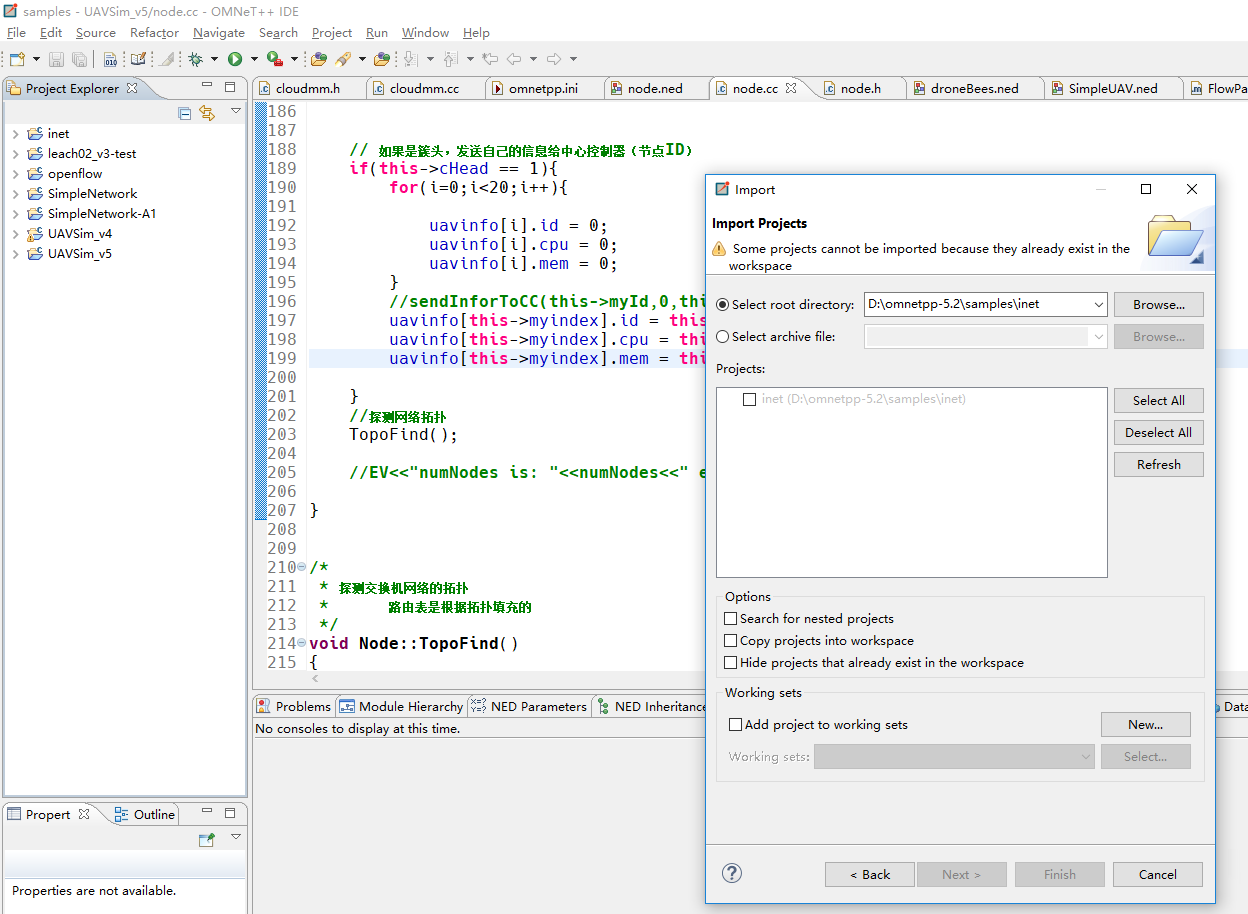 samples - UAVSim_v5/node.cc - OMNeT++ IDE
File Edit Source Refactor Navigate Search Project Run Window Help
Project Explorer
inet
leach02_v3-test
openflow
SimpleNetwork
SimpleNetwork-A1
UAVSim_v4
UAVSim_v5
cloudmm.h cloudmm.cc omnetpp.ini node.ned node.cc node.h droneBees.ned SimpleUAV.ned FlowPa
186
187
188 // 如果是簇头，发送自己的信息给中心控制器（节点ID）
189 if(this->cHead == 1){
190 for(i=0;i<20;i++){
191
192 uavinfo[i].id = 0;
193 uavinfo[i].cpu = 0;
194 uavinfo[i].mem = 0;
195 }
196 //sendInforToCC(this->myId,0,thi
197 uavinfo[this->myindex].id = this
198 uavinfo[this->myindex].cpu = thi
199 uavinfo[this->myindex].mem = thi
200
201 }
202 //探测网络拓扑
203 TopoFind();
204
205 //EV<<"numNodes is: "<<numNodes<<" e
206
207 }
208
209
210 /*
211 * 探测交换机网络的拓扑
212 * 路由表是根据拓扑填充的
213 */
214 void Node::TopoFind()
215 {
Import
Import Projects
Some projects cannot be imported because they already exist in the
workspace
Select root directory: D:\omnetpp-5.2\samples\inet Browse...
Select archive file: Browse...
Projects:
inet (D:\omnetpp-5.2\samples\inet)
Select All
Deselect All
Refresh
Options
Search for nested projects
Copy projects into workspace
Hide projects that already exist in the workspace
Working sets
Add project to working sets New...
Working sets: Select...
< Back Next > Finish Cancel
Problems Module Hierarchy NED Parameters NED Inheritance Data
No consoles to display at this time.
Propert Outline
Properties are not available.